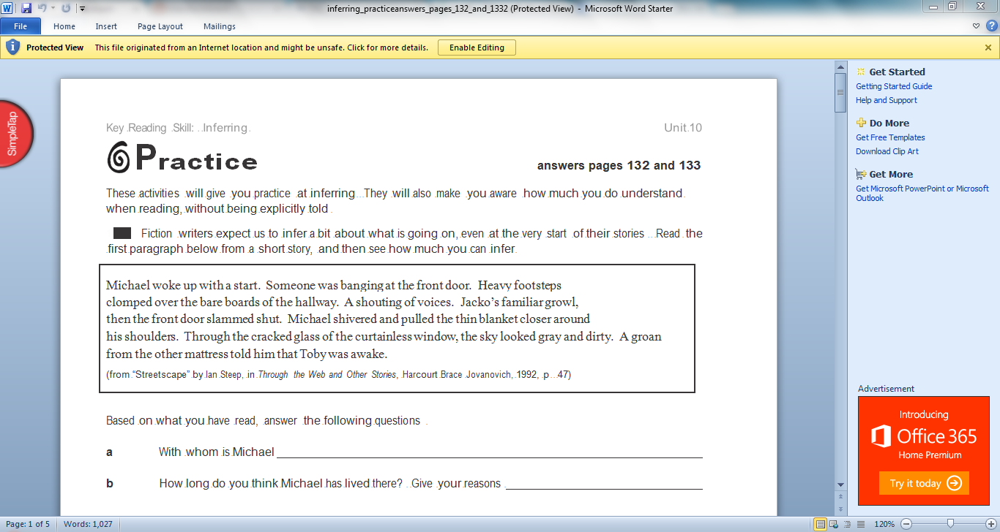 inferring_practiceanswers_pages_132_and_1332 (Protected View) - Microsoft Word Starter
File Home Insert Page Layout Mailings
Protected View This file originated from an Internet location and might be unsafe. Click for more details. Enable Editing
SimpleTap
Key Reading Skill: Inferring
Unit 10
Practice
answers pages 132 and 133
These activities will give you practice at inferring. They will also make you aware how much you do understand
when reading, without being explicitly told.
Fiction writers expect us to infer a bit about what is going on, even at the very start of their stories. Read the
first paragraph below from a short story, and then see how much you can infer.
Michael woke up with a start. Someone was banging at the front door. Heavy footsteps
clomped over the bare boards of the hallway. A shouting of voices. Jacko's familiar growl,
then the front door slammed shut. Michael shivered and pulled the thin blanket closer around
his shoulders. Through the cracked glass of the curtainless window, the sky looked gray and dirty. A groan
from the other mattress told him that Toby was awake.
(from "Streetscape" by Ian Steep, in Through the Web and Other Stories, Harcourt Brace Jovanovich, 1992, p. 47)
Based on what you have read, answer the following questions.
a With whom is Michael
b How long do you think Michael has lived there? Give your reasons
Get Started
Getting Started Guide
Help and Support
Do More
Get Free Templates
Download Clip Art
Get More
Get Microsoft PowerPoint or Microsoft
Outlook
Advertisement
Introducing
Office 365
Home Premium
Try it today
Page: 1 of 5 Words: 1,027
120%